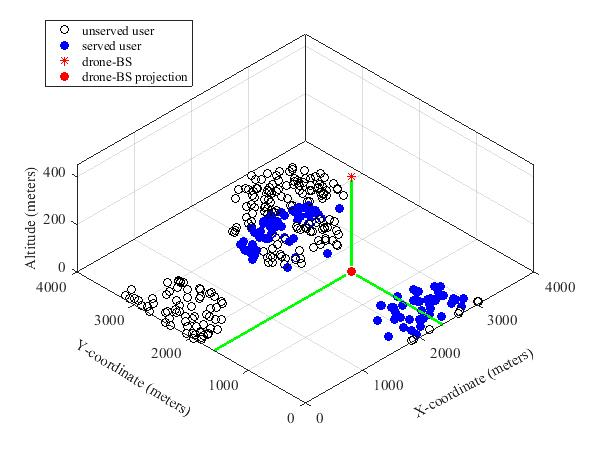 unserved user
served user
drone-BS
drone-BS projection
Altitude (meters)
400
200
0
4000
3000
2000
1000
0
Y-coordinate (meters)
0
1000
2000
3000
4000
X-coordinate (meters)